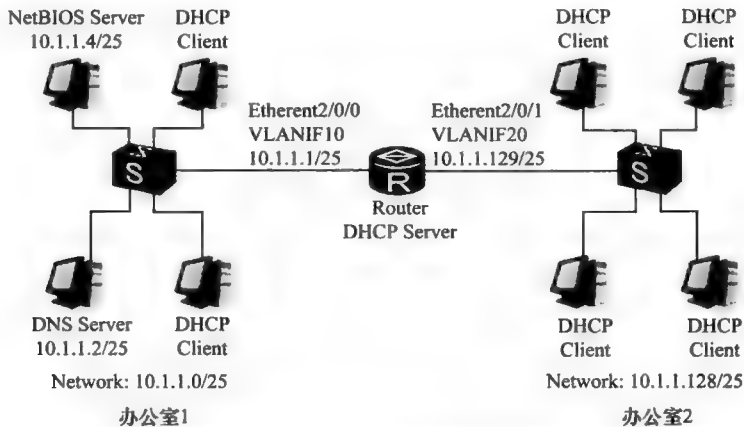 NetBIOS Server
10.1.1.4/25
DHCP
Client
DHCP
Client
DHCP
Client
Etherent2/0/0
VLANIF10
10.1.1.1/25
Etherent2/0/1
VLANIF20
10.1.1.129/25
S
R
S
Router
DHCP Server
DNS Server
10.1.1.2/25
DHCP
Client
DHCP
Client
DHCP
Client
Network: 10.1.1.0/25
Network: 10.1.1.128/25
办公室1
办公室2